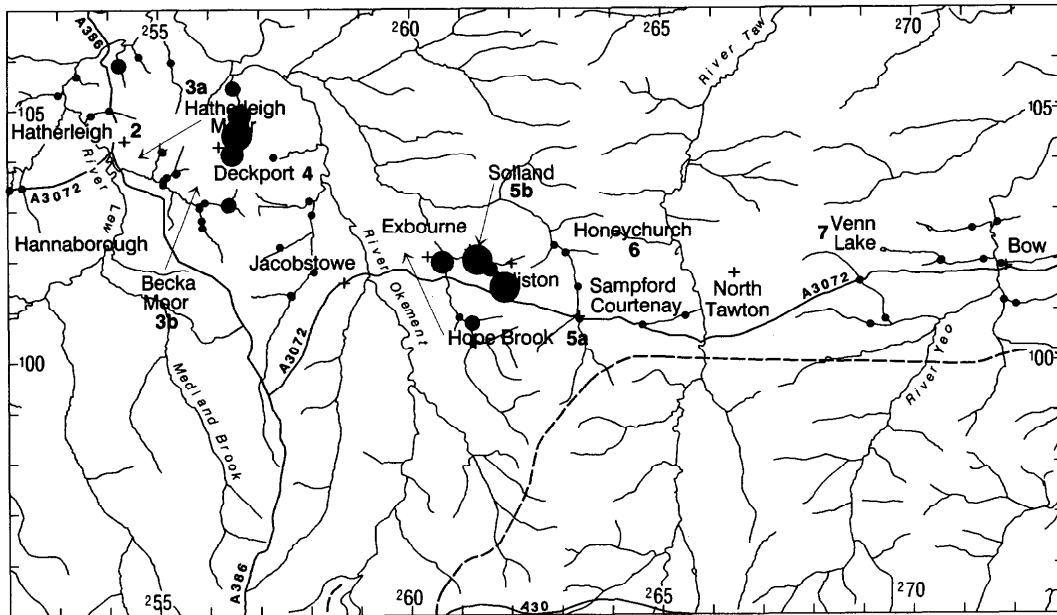 255
260
265
270
A386
River Taw
3a
105
Hatherleigh
105
Hatherleigh 2
Deckport 4
Solland
5b
A3072
River Lew
Exbourne
Honeychurch
6
7 Venn
Lake
Hannaborough
Bow
Jacobstowe
River Okement
Becka
Moor
3b
Sampford
Courtenay
North
Tawton
A3072
Hope Brook 5a
100
A3072
100
River Yeo
Medland Brook
A386
255
260
A30
265
270